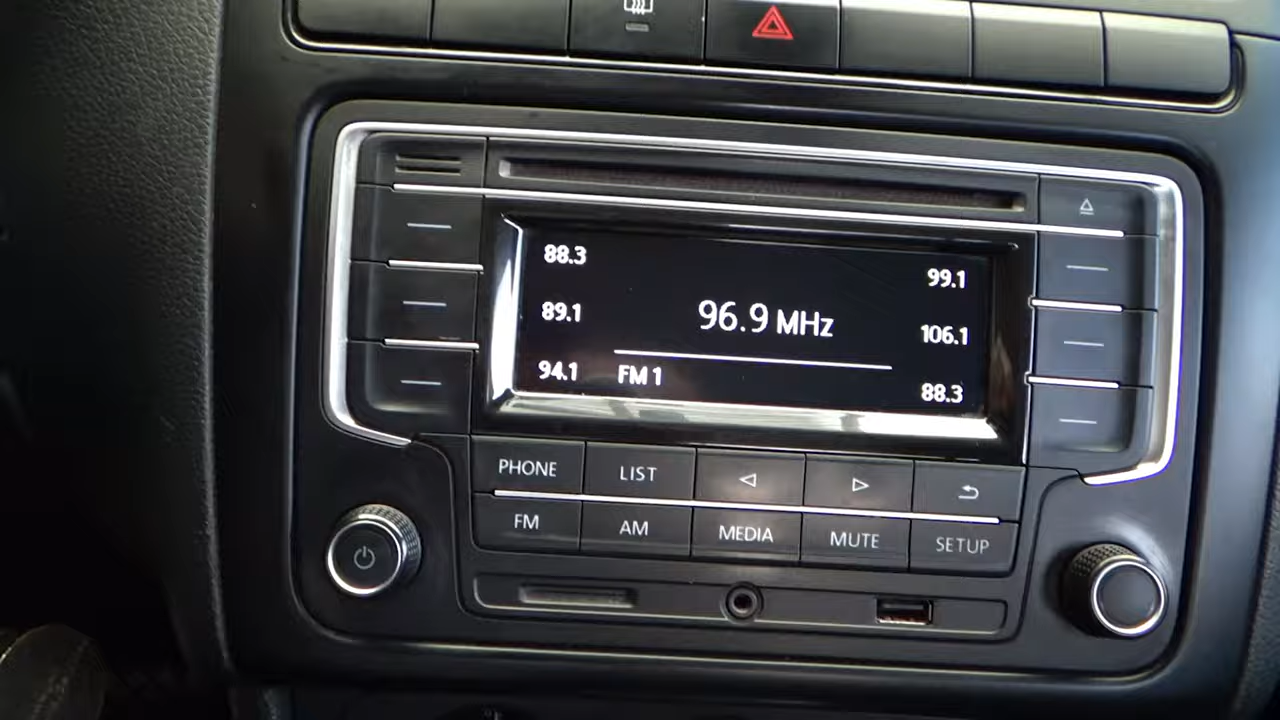 88.3
99.1
89.1
96.9 MHz
106.1
94.1
FM 1
88.3
PHONE
LIST
FM
AM
MEDIA
MUTE
SETUP